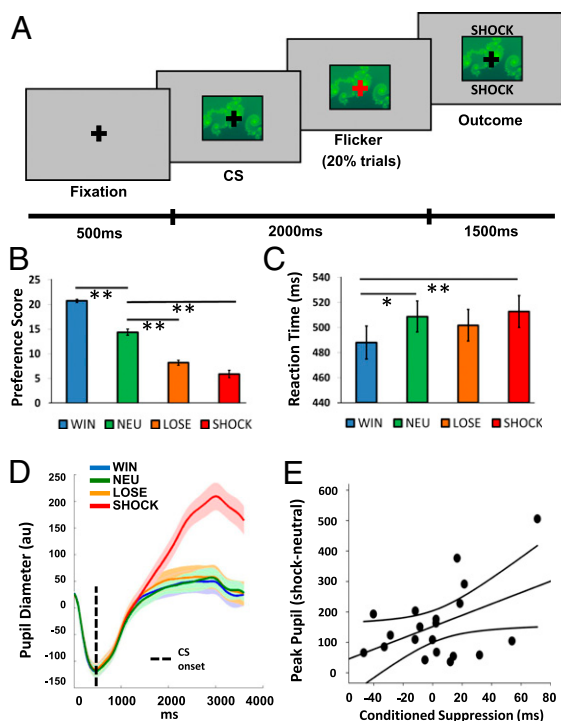 A
SHOCK
SHOCK
Outcome
Flicker
(20% trials)
CS
Fixation
500ms
2000ms
1500ms
B
Preference Score
25
20
15
10
5
0
**
**
**
WIN NEU LOSE SHOCK
C
Reaction Time (ms)
540
520
500
480
460
440
*
**
WIN NEU LOSE SHOCK
D
WIN
NEU
LOSE
SHOCK
Pupil Diameter (au)
250
200
150
100
50
0
-50
-100
-150
CS
onset
0 1000 2000 3000 4000
ms
E
Peak Pupil (shock-neutral)
600
500
400
300
200
100
0
-40 -20 0 20 40 60 80
Conditioned Suppression (ms)